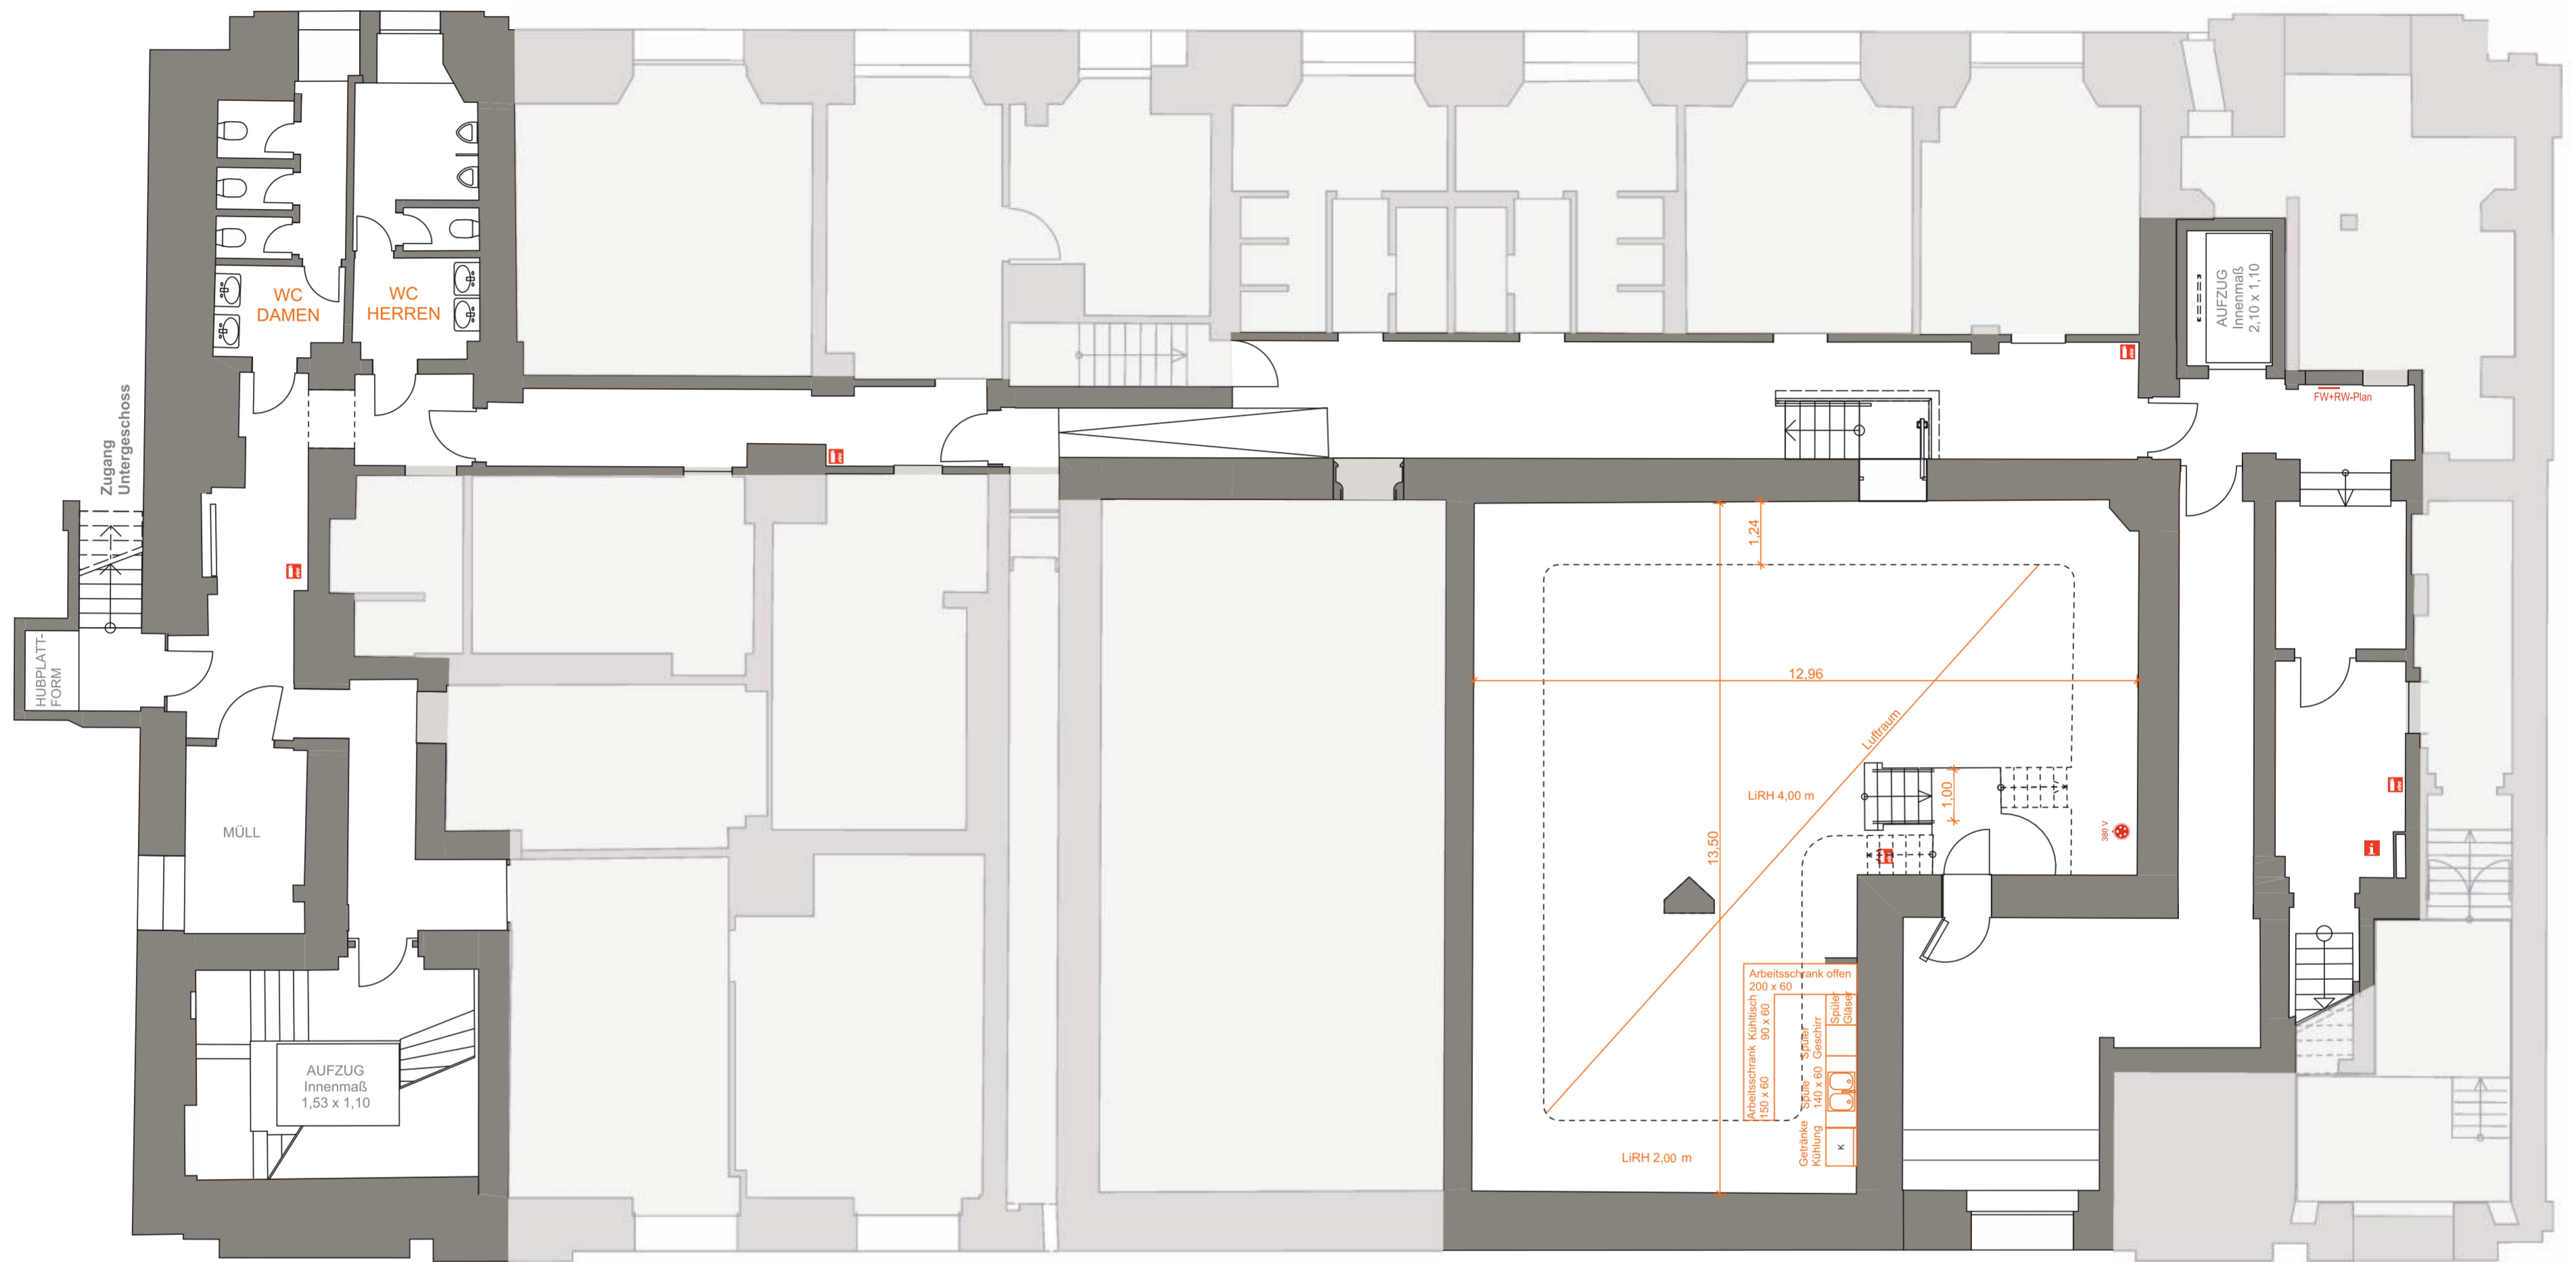 WC
DAMEN
WC
HERREN
AUFZUG
Innenmaß
2,10 x 1,10
FW+RW-Plan
Zugang
Untergeschoss
HUBPLATT-
FORM
MÜLL
AUFZUG
Innenmaß
1,53 x 1,10
1,24
12,96
Luftraum
LiRH 4,00 m
1,00
13,50
380 V
i
Arbeitsschrank offen
200 x 60
Arbeitsschrank
150 x 60
Kühltisch
90 x 60
Spüler
Gläser
Spüler
Geschirr
Spüle
140 x 60
Getränke
Kühlung
K
LiRH 2,00 m